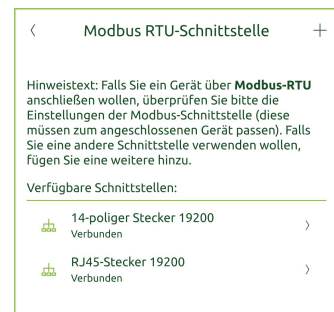 Modbus RTU-Schnittstelle
Hinweistext: Falls Sie ein Gerät über Modbus-RTU
anschließen wollen, überprüfen Sie bitte die
Einstellungen der Modbus-Schnittstelle (diese
müssen zum angeschlossenen Gerät passen). Falls
Sie eine andere Schnittstelle verwenden wollen,
fügen Sie eine weitere hinzu.
Verfügbare Schnittstellen:
14-poliger Stecker 19200
Verbunden
RJ45-Stecker 19200
Verbunden